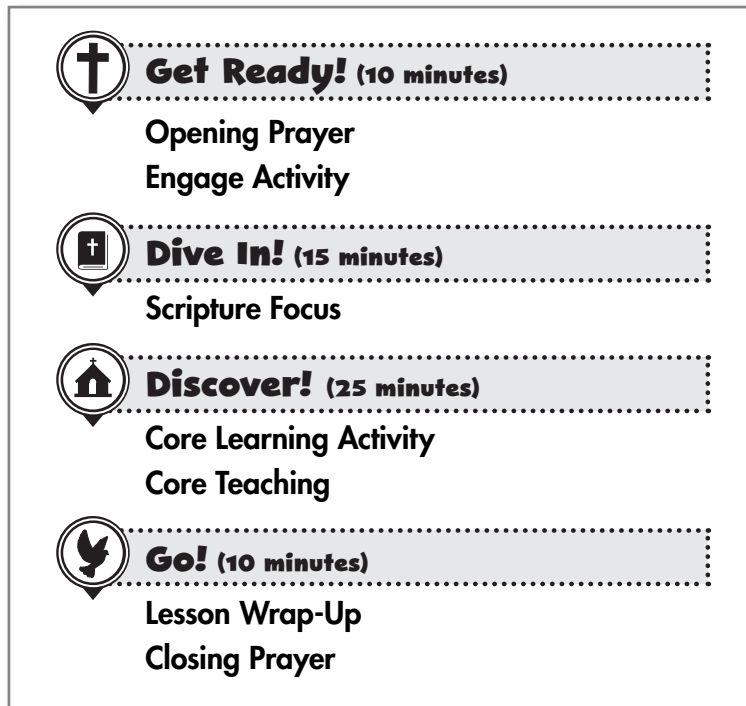 Get Ready! (10 minutes)
Opening Prayer
Engage Activity
Dive In! (15 minutes)
Scripture Focus
Discover! (25 minutes)
Core Learning Activity
Core Teaching
Go! (10 minutes)
Lesson Wrap-Up
Closing Prayer